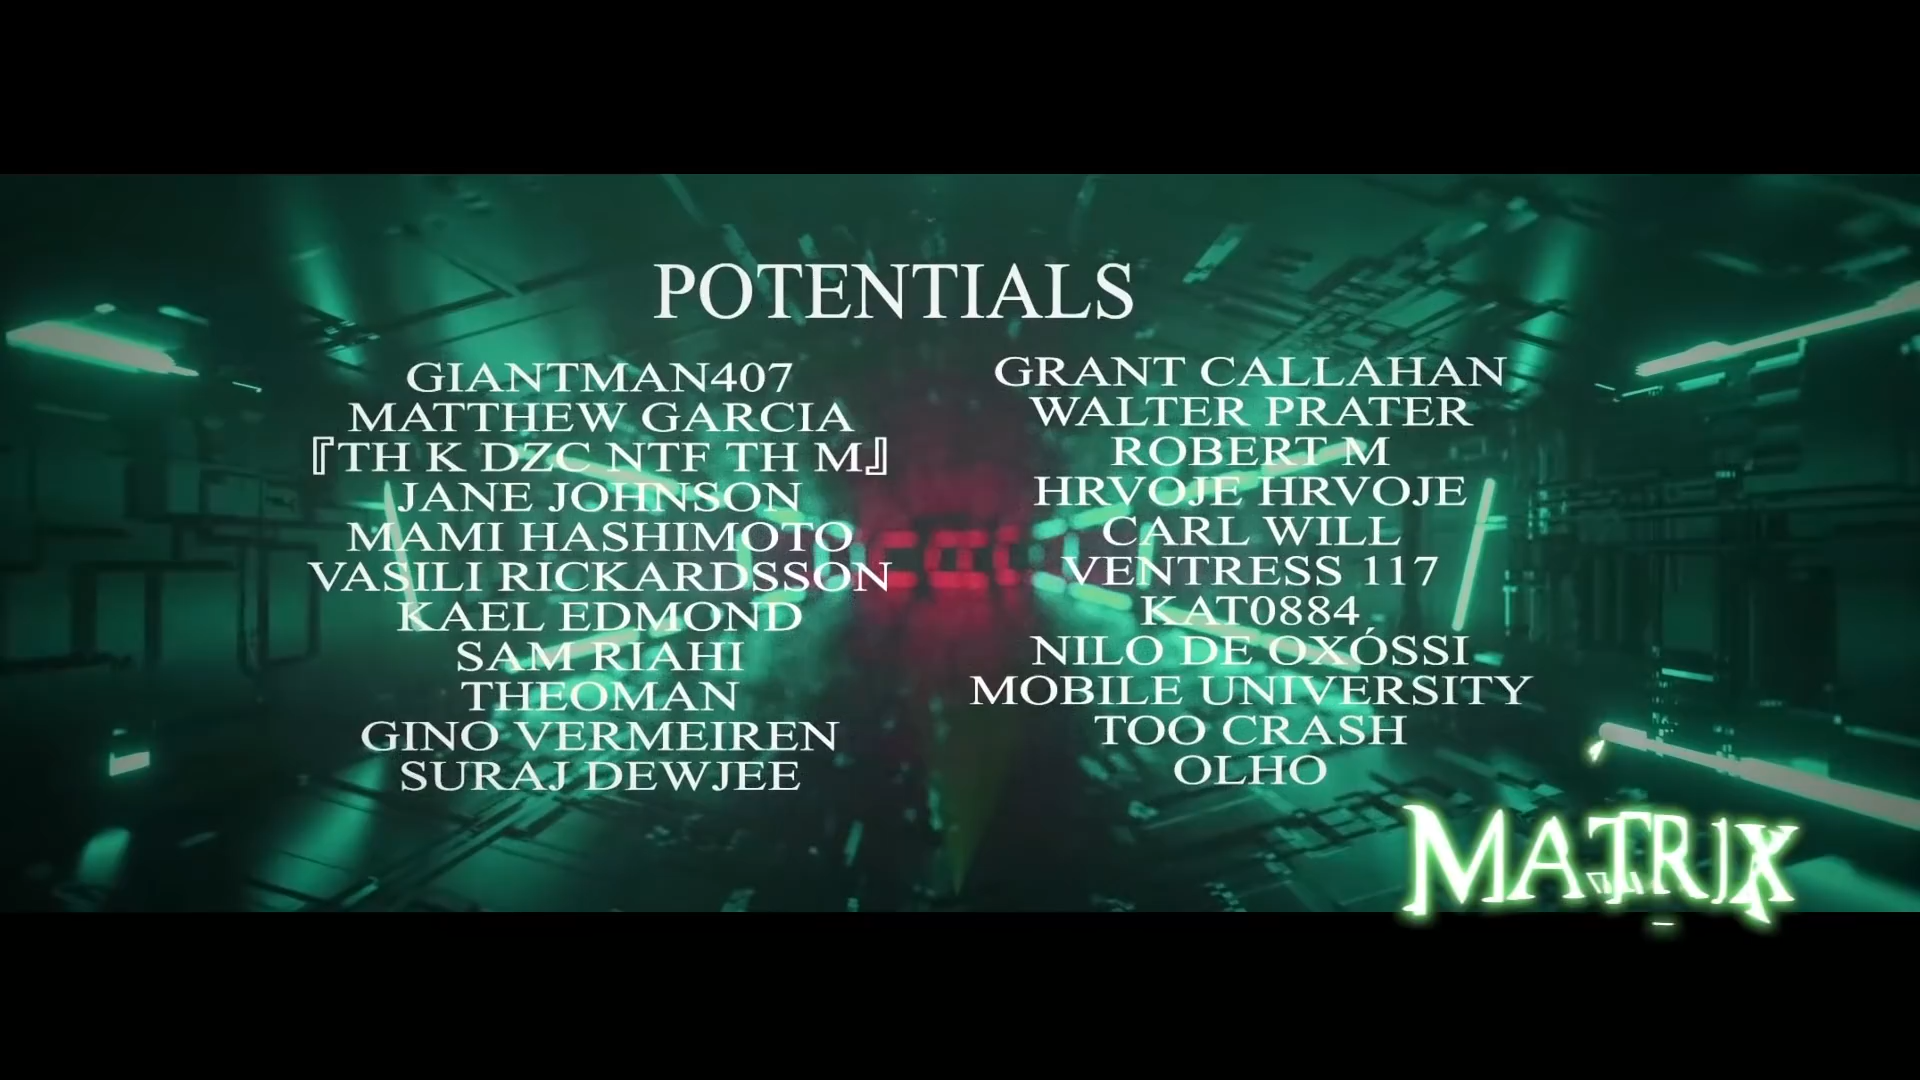 POTENTIALS
GIANTMAN407
MATTHEW GARCIA
『TH K DZC NTF TH M』
JANE JOHNSON
MAMI HASHIMOTO
VASILI RICKARDSSON
KAEL EDMOND
SAM RIAHI
THEOMAN
GINO VERMEIREN
SURAJ DEWJEE
GRANT CALLAHAN
WALTER PRATER
ROBERT M
HRVOJE HRVOJE
CARL WILL
VENTRESS 117
KAT0884
NILO DE OXÓSSI
MOBILE UNIVERSITY
TOO CRASH
OLHO
MATRIX